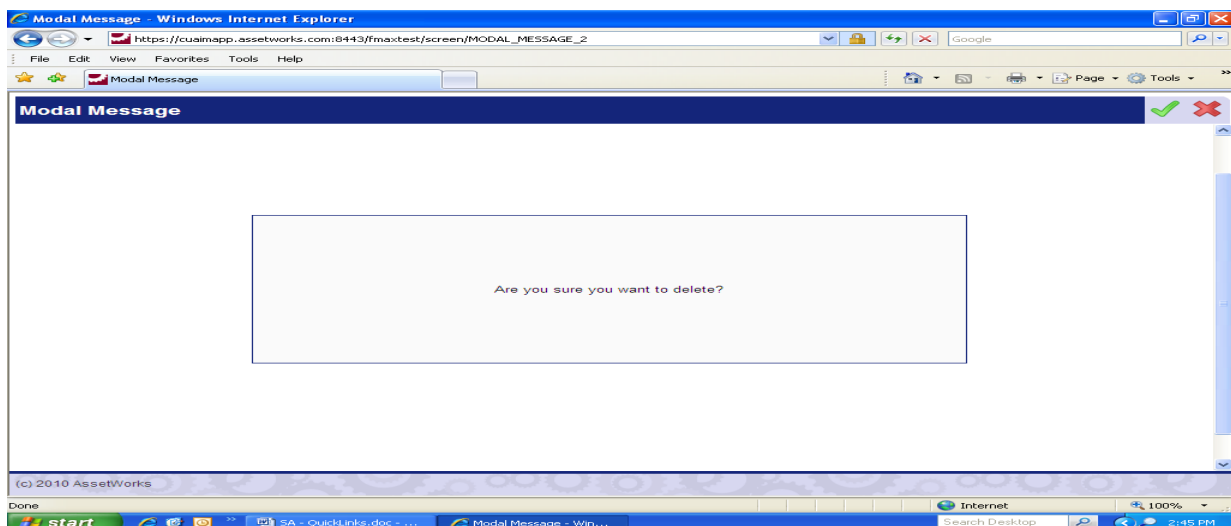 Modal Message - Windows Internet Explorer
https://cuaimapp.assetworks.com:8443/fmaxtest/screen/MODAL_MESSAGE_2
Google
File Edit View Favorites Tools Help
Modal Message
Page Tools
Modal Message
Are you sure you want to delete?
(c) 2010 AssetWorks
Done
Internet
100%
start
SA - QuickLinks.doc - ...
Modal Message - Win...
Search Desktop
2:45 PM